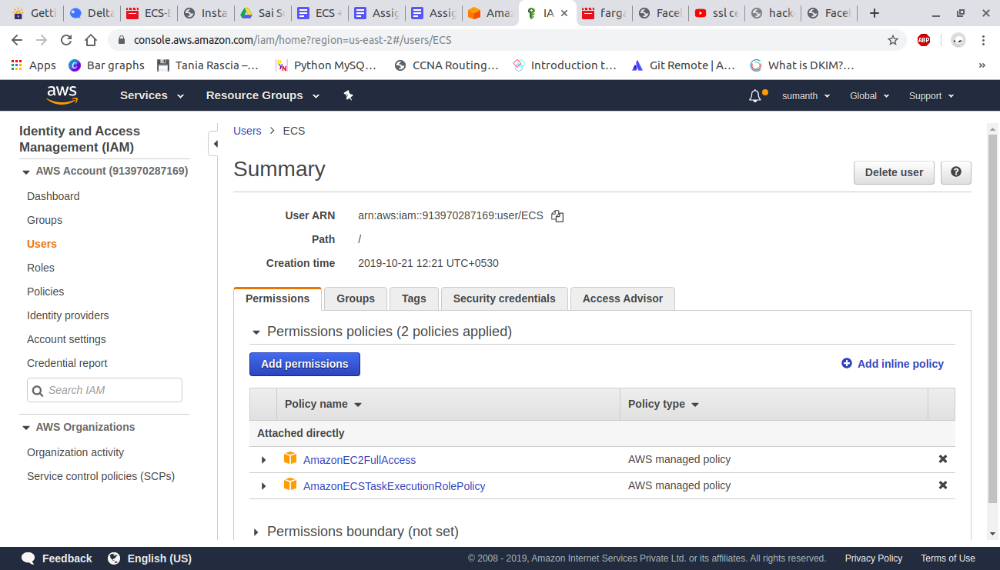 Getti
Delta
ECS-E
Insta
Sai S
ECS +
Assig
Assig
Amaz
IA
farga
Facel
ssl ce
hack
Facel
console.aws.amazon.com/iam/home?region=us-east-2#/users/ECS
ABP
Apps
Bar graphs
Tania Rascia –...
Python MySQ...
CCNA Routing...
Introduction t...
Git Remote | A...
What is DKIM?...
»
aws
Services
Resource Groups
sumanth
Global
Support
Identity and Access
Management (IAM)
AWS Account (913970287169)
Dashboard
Groups
Users
Roles
Policies
Identity providers
Account settings
Credential report
Search IAM
AWS Organizations
Organization activity
Service control policies (SCPs)
Users > ECS
Summary
Delete user
?
User ARN arn:aws:iam::913970287169:user/ECS
Path /
Creation time 2019-10-21 12:21 UTC+0530
Permissions
Groups
Tags
Security credentials
Access Advisor
Permissions policies (2 policies applied)
Add permissions
Add inline policy
Policy name
Policy type
Attached directly
AmazonEC2FullAccess AWS managed policy
AmazonECSTaskExecutionRolePolicy AWS managed policy
Permissions boundary (not set)
Feedback
English (US)
© 2008 - 2019, Amazon Internet Services Private Ltd. or its affiliates. All rights reserved.
Privacy Policy
Terms of Use